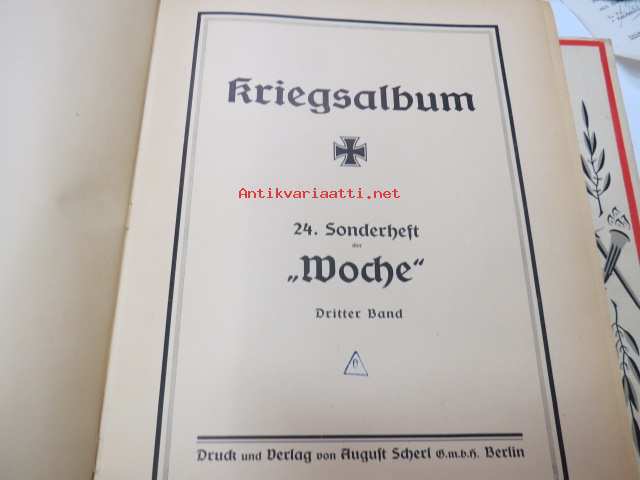 Kriegsalbum
Antikvariaatti.net
24. Sonderheft
der
„Woche“
Dritter Band
Druck und Verlag von August Scherl G.m.b.H. Berlin